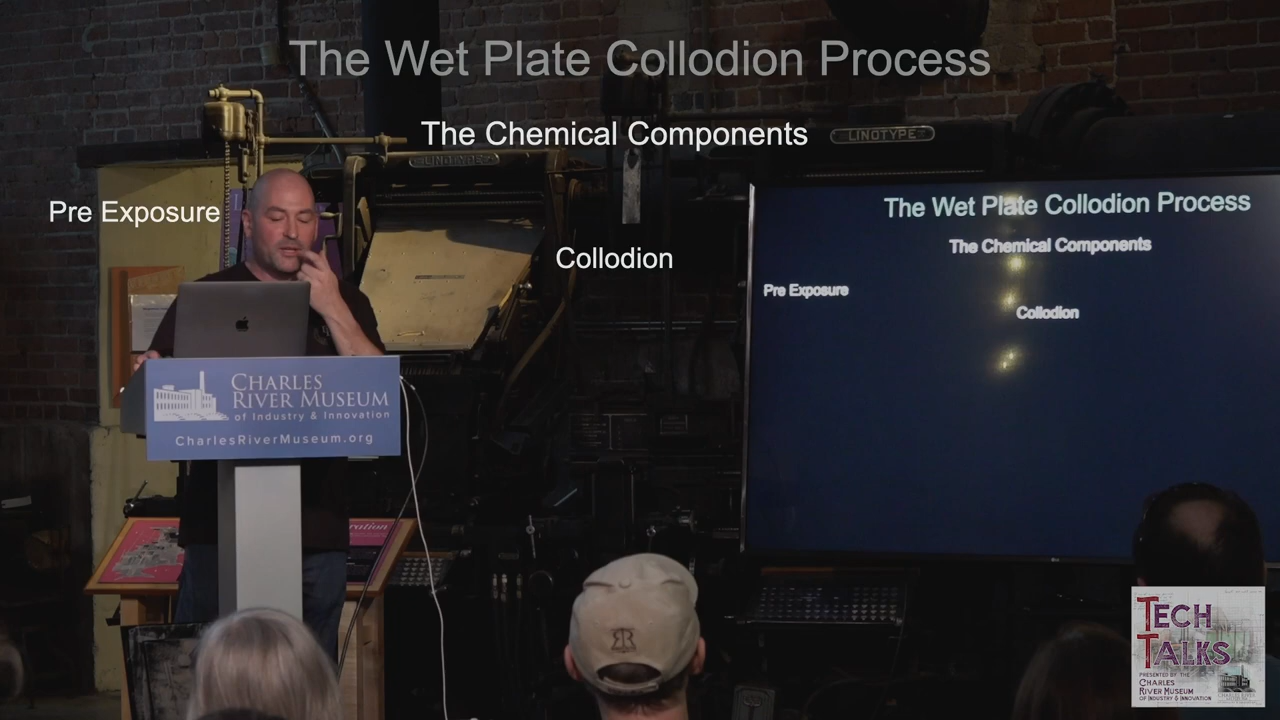 The Wet Plate Collodion Process
The Chemical Components
Pre Exposure
Collodion
LINOTYPE
LINOTYPE
The Wet Plate Collodion Process
The Chemical Components
Pre Exposure
Collodion
CHARLES
RIVER MUSEUM
of Industry & Innovation
CharlesRiverMuseum.org
TECH
TALKS
PRESENTED BY THE
CHARLES
RIVER MUSEUM
OF INDUSTRY & INNOVATION